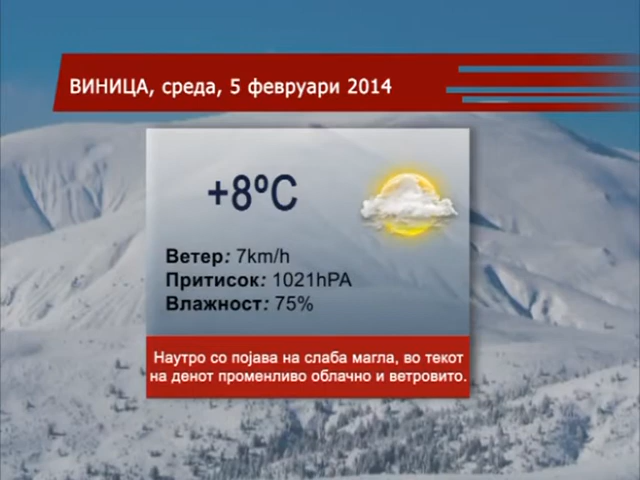 ВИНИЦА, среда, 5 февруари 2014
+8ºC
Ветер: 7km/h
Притисок: 1021hPA
Влажност: 75%
Наутро со појава на слаба магла, во текот
на денот променливо облачно и ветровито.